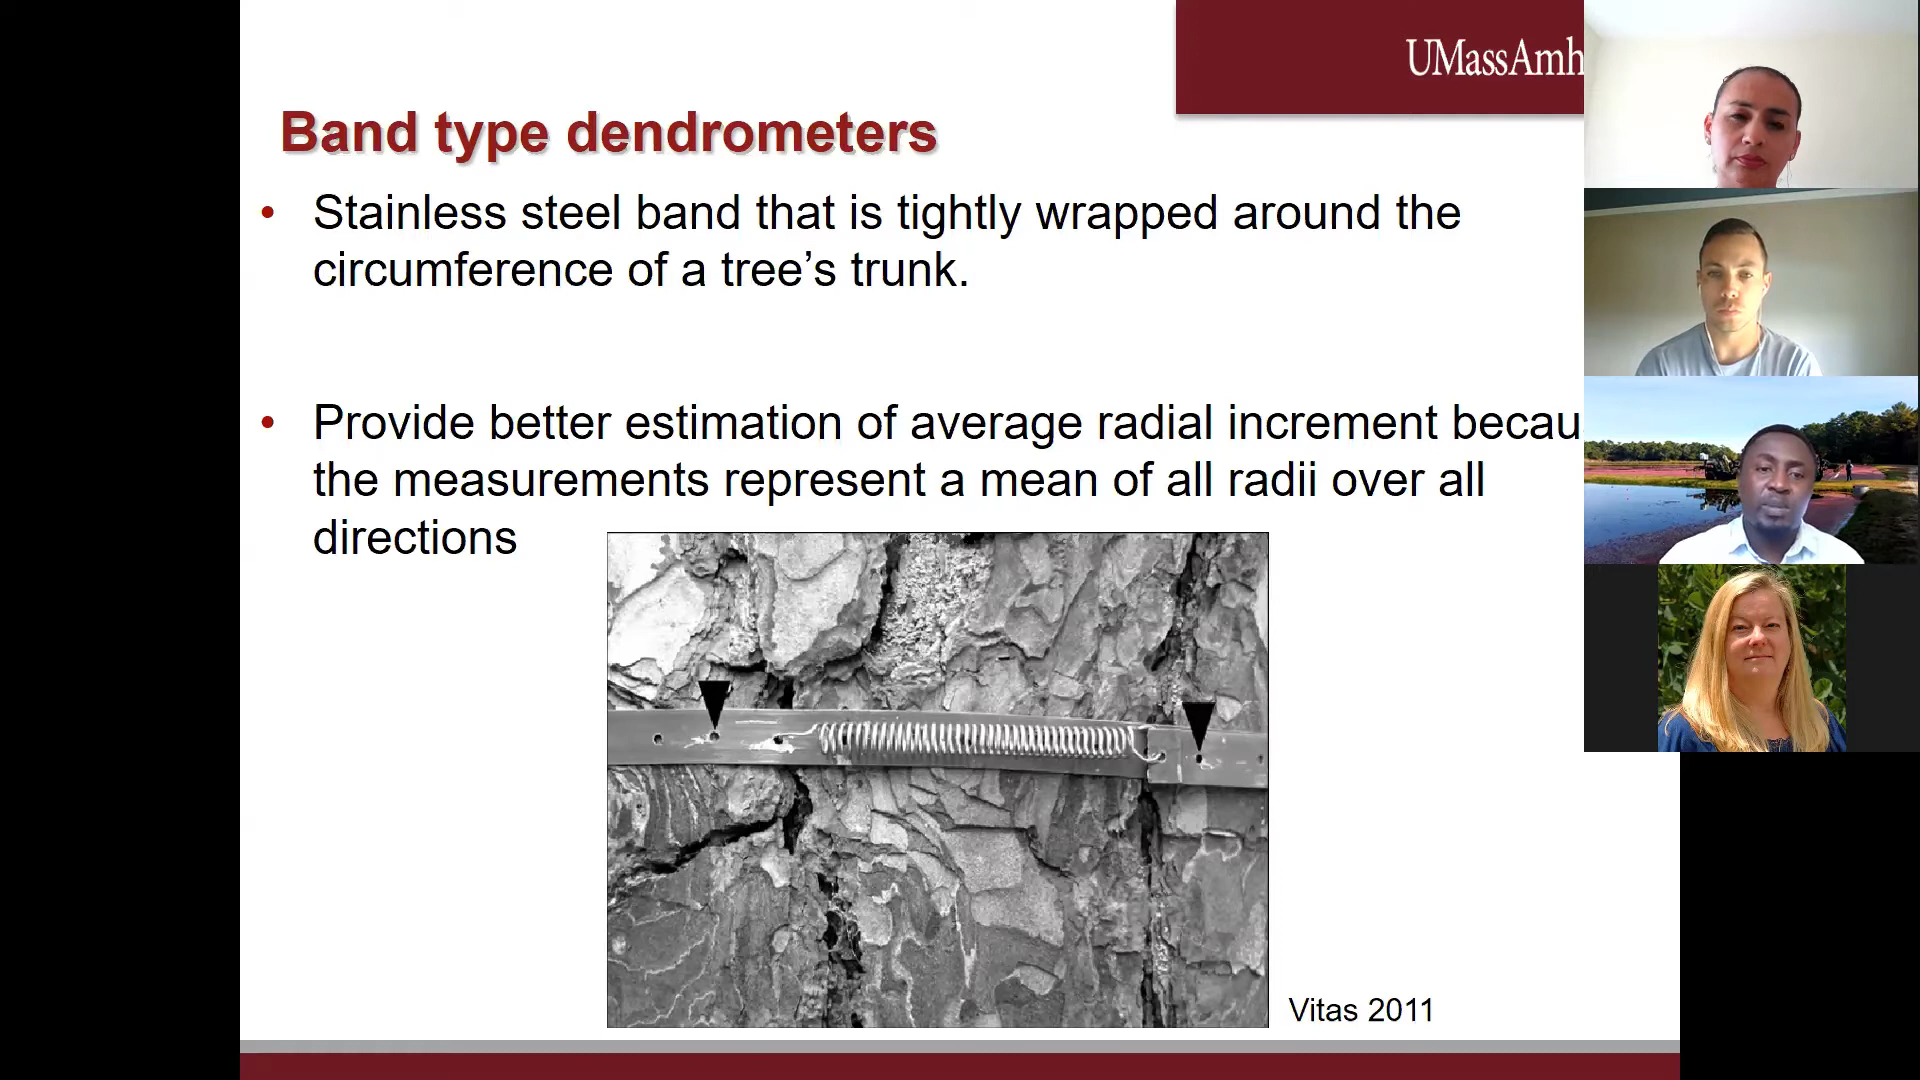 UMassAmh
Band type dendrometers
• Stainless steel band that is tightly wrapped around the
circumference of a tree’s trunk.
• Provide better estimation of average radial increment becau
the measurements represent a mean of all radii over all
directions
Vitas 2011